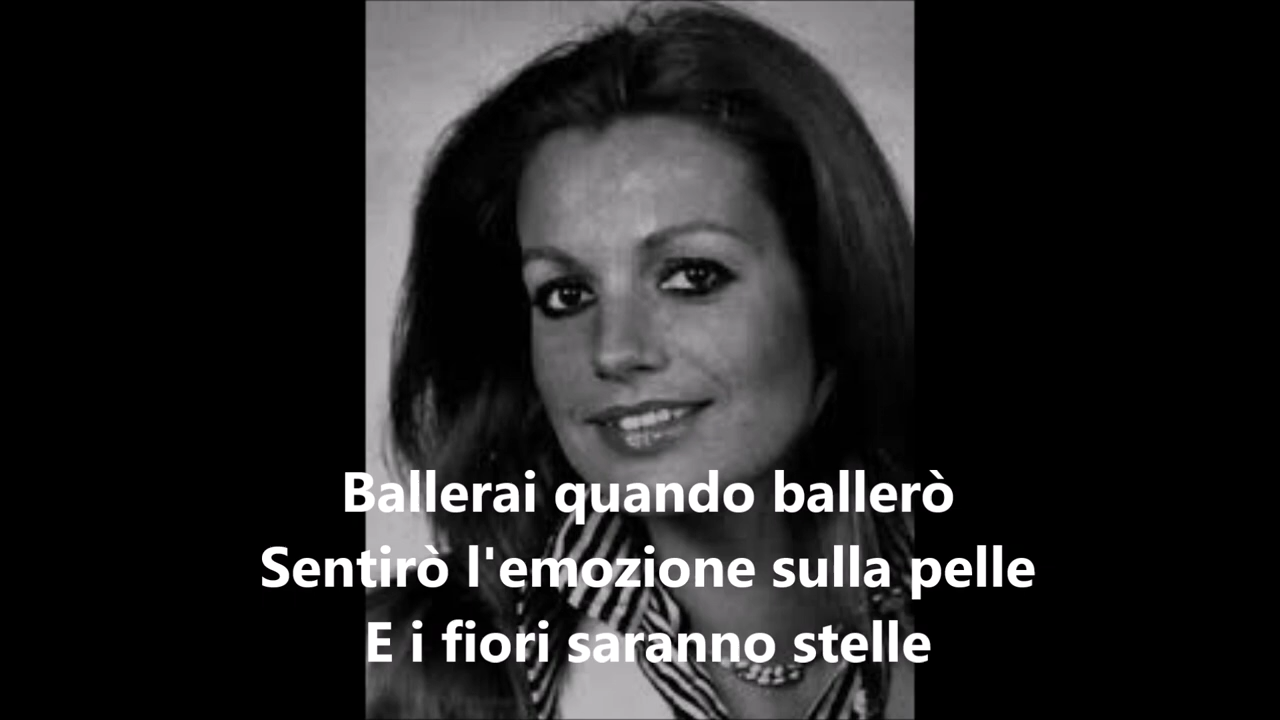 Ballerai quando ballerò
Sentirò l'emozione sulla pelle
E i fiori saranno stelle